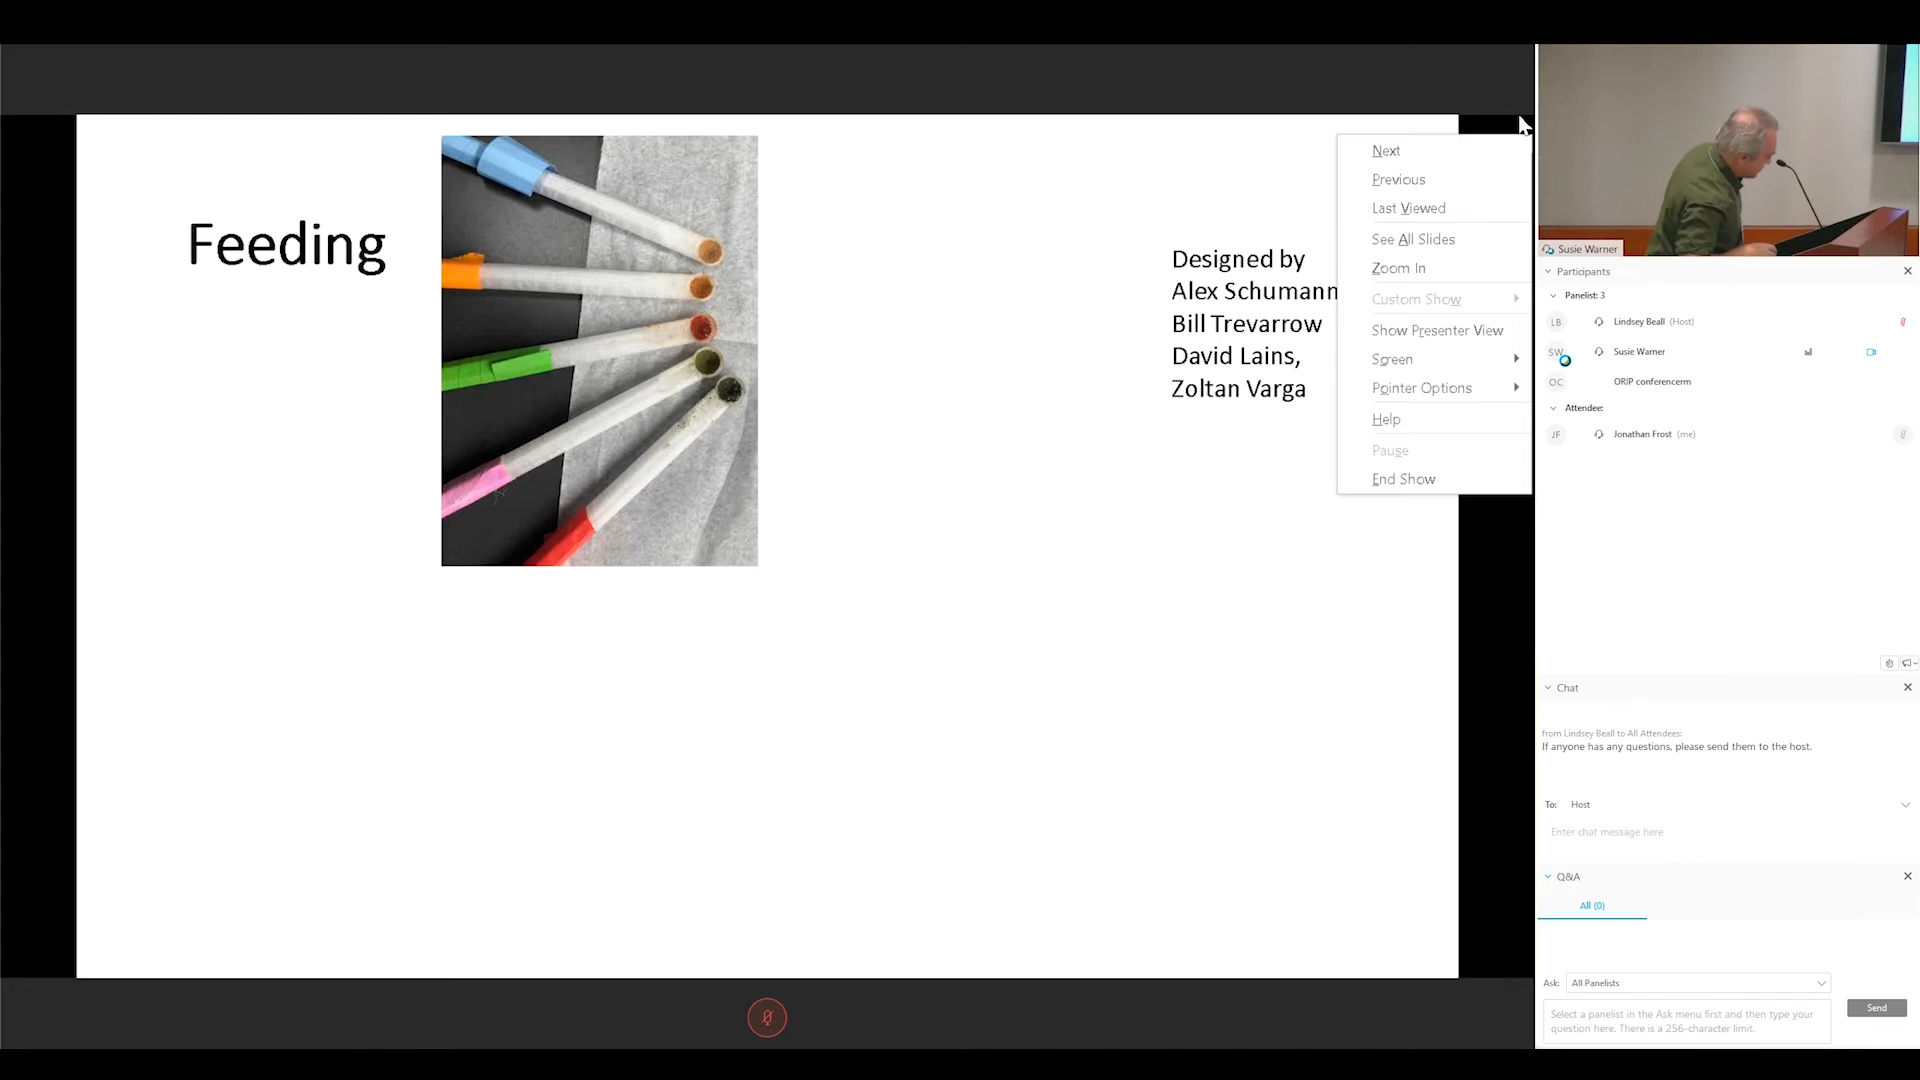 Feeding
Designed by
Alex Schumann
Bill Trevarrow
David Lains,
Zoltan Varga
Next
Previous
Last Viewed
See All Slides
Zoom In
Custom Show
Show Presenter View
Screen
Pointer Options
Help
Pause
End Show
Susie Warner
Participants
Panelist: 3
LB Lindsey Beall (Host)
SW Susie Warner
OC ORIP conferencerm
Attendee:
JF Jonathan Frost (me)
Chat
from Lindsey Beall to All Attendees:
If anyone has any questions, please send them to the host.
To: Host
Enter chat message here
Q&A
All (0)
Ask: All Panelists
Select a panelist in the Ask menu first and then type your
question here. There is a 256-character limit.
Send